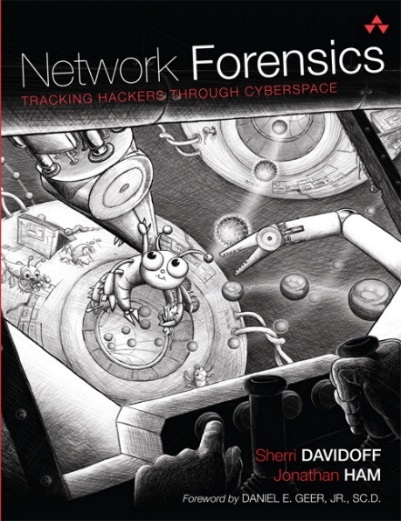 Network Forensics
TRACKING HACKERS THROUGH CYBERSPACE
Sherri DAVIDOFF
Jonathan HAM
Foreword by DANIEL E. GEER, JR., SC.D.